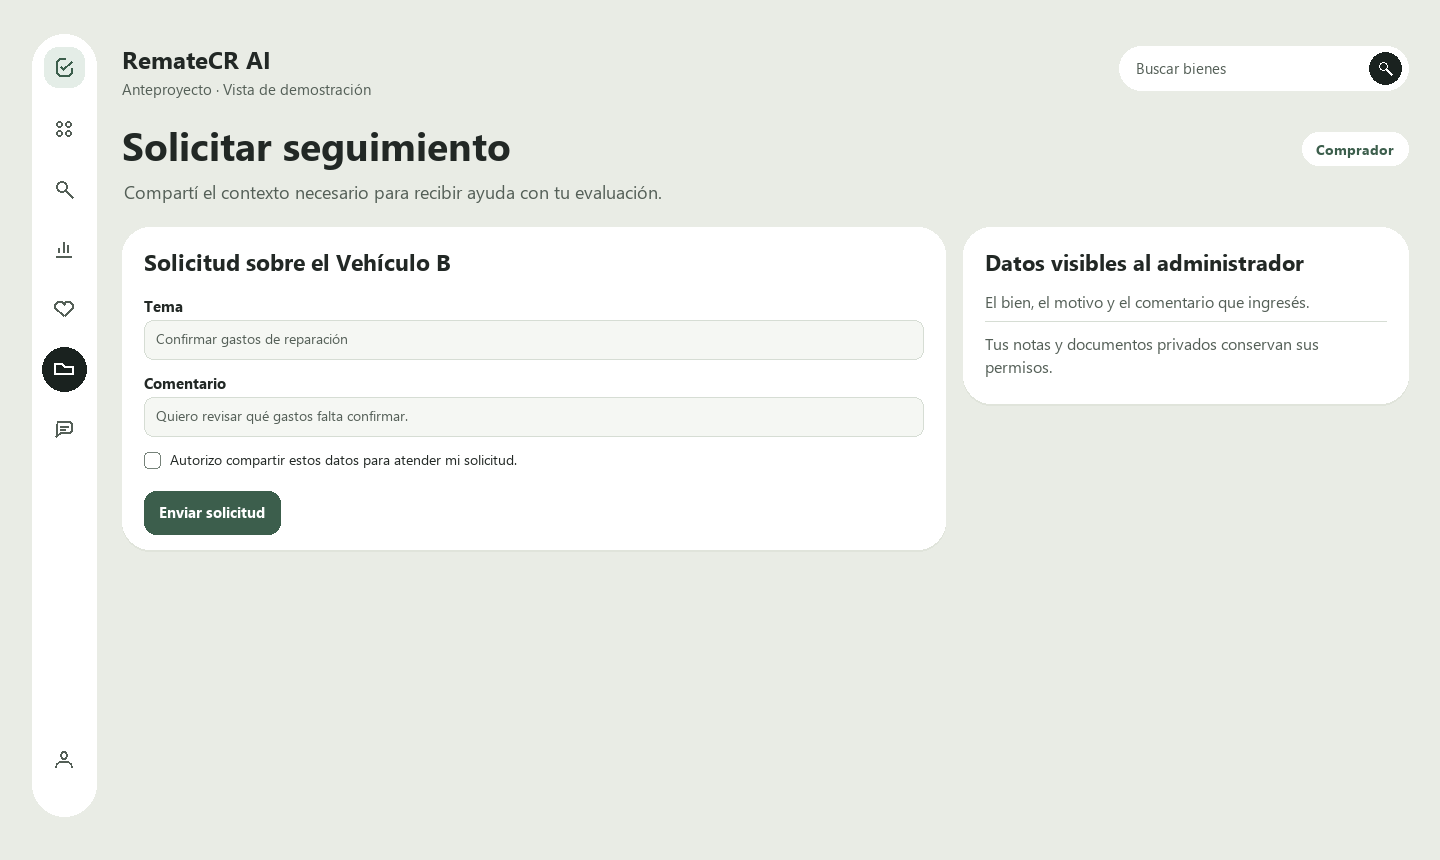 RemateCR AI
Anteproyecto · Vista de demostración
Buscar bienes
Solicitar seguimiento
Comprador
Compartí el contexto necesario para recibir ayuda con tu evaluación.
Solicitud sobre el Vehículo B
Tema
Confirmar gastos de reparación
Comentario
Quiero revisar qué gastos falta confirmar.
Autorizo compartir estos datos para atender mi solicitud.
Enviar solicitud
Datos visibles al administrador
El bien, el motivo y el comentario que ingresés.
Tus notas y documentos privados conservan sus
permisos.